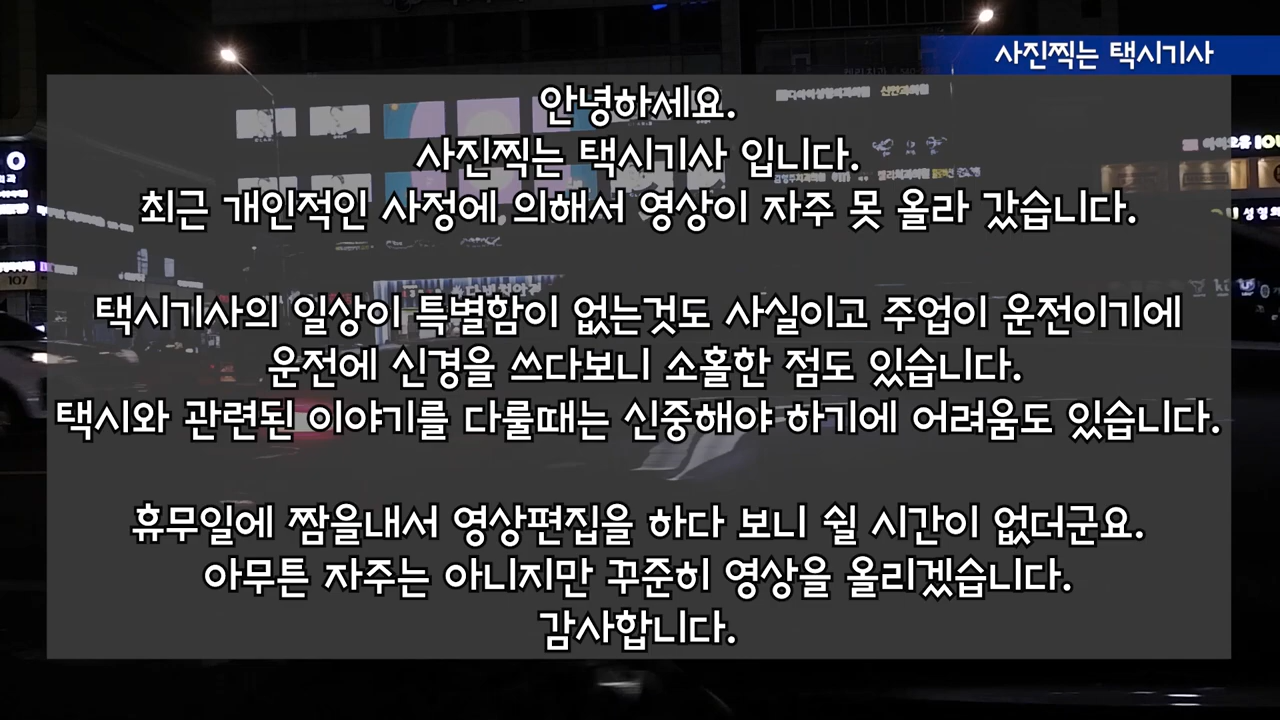 사진찍는 택시기사
안녕하세요.
사진찍는 택시기사 입니다.
최근 개인적인 사정에 의해서 영상이 자주 못 올라 갔습니다.
택시기사의 일상이 특별함이 없는것도 사실이고 주업이 운전이기에
운전에 신경을 쓰다보니 소홀한 점도 있습니다.
택시와 관련된 이야기를 다룰때는 신중해야 하기에 어려움도 있습니다.
휴무일에 짬을내서 영상편집을 하다 보니 쉴 시간이 없더군요.
아무튼 자주는 아니지만 꾸준히 영상을 올리겠습니다.
감사합니다.
107